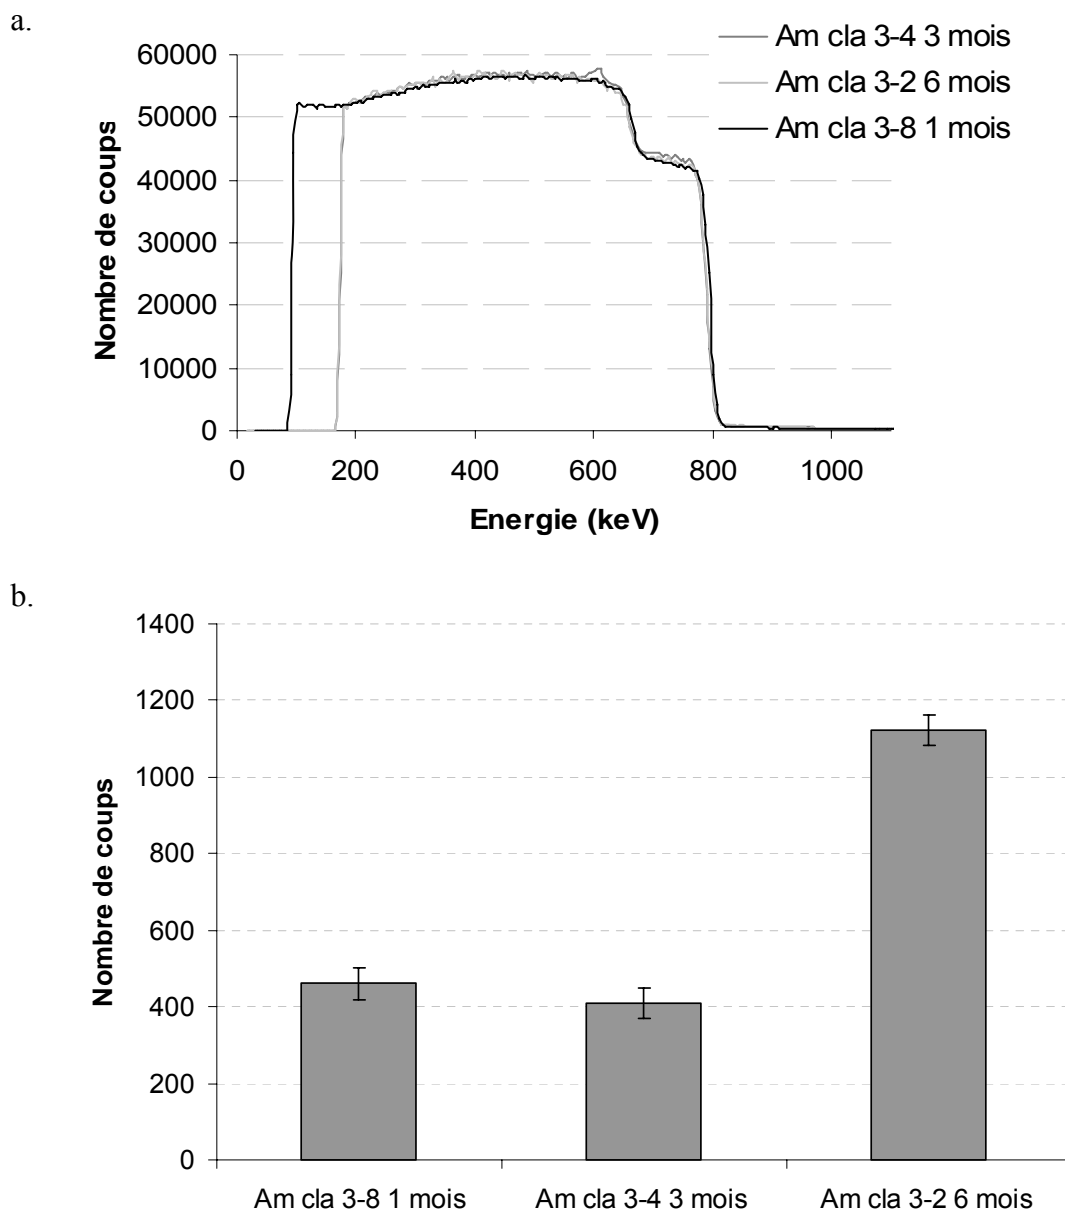 a.
Am cla 3-4 3 mois
Am cla 3-2 6 mois
Am cla 3-8 1 mois
60000
50000
40000
30000
20000
10000
0
Nombre de coups
0 200 400 600 800 1000
Energie (keV)
b.
1400
1200
1000
800
600
400
200
0
Nombre de coups
Am cla 3-8 1 mois Am cla 3-4 3 mois Am cla 3-2 6 mois